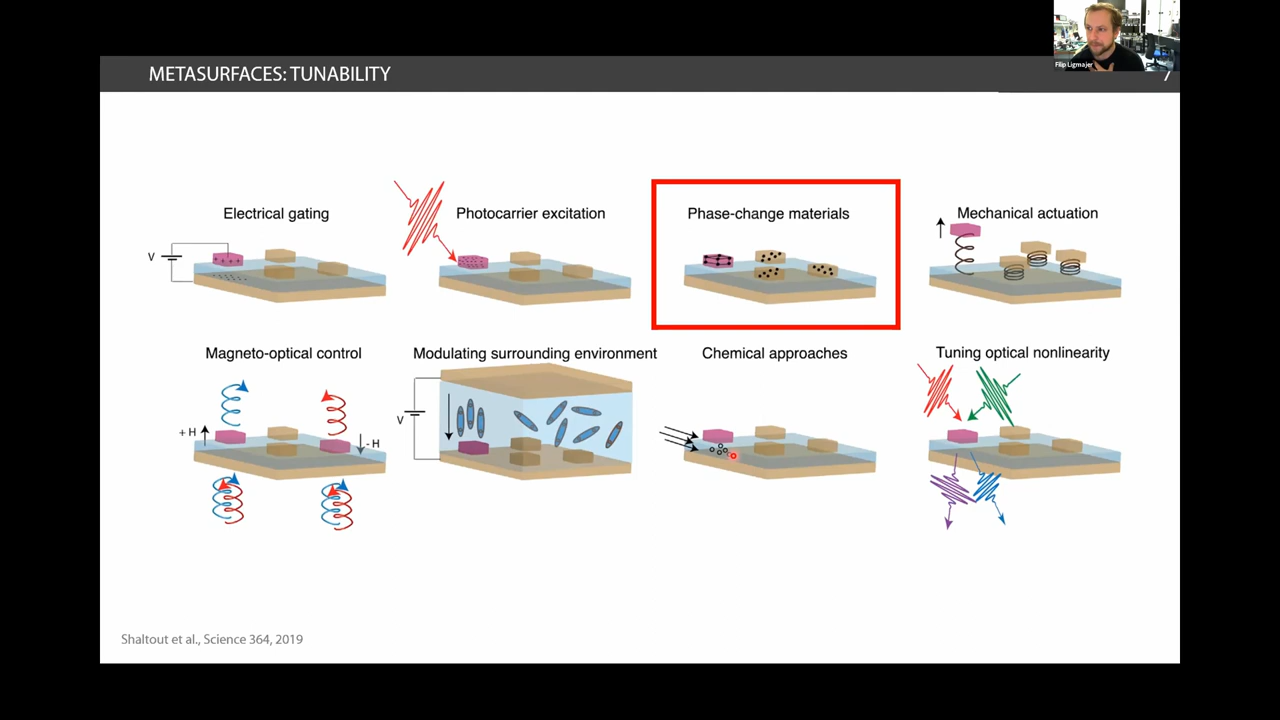 Filip Ligmajer
METASURFACES: TUNABILITY
7
Electrical gating
Photocarrier excitation
Phase-change materials
Mechanical actuation
V
Magneto-optical control
Modulating surrounding environment
Chemical approaches
Tuning optical nonlinearity
+ H
- H
V
Shaltout et al., Science 364, 2019